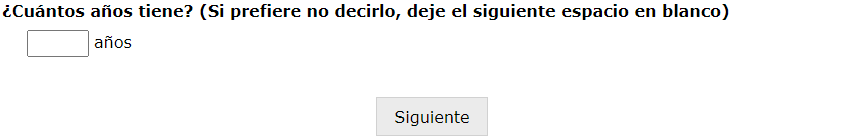 ¿Cuántos años tiene? (Si prefiere no decirlo, deje el siguiente espacio en blanco)
años
Siguiente